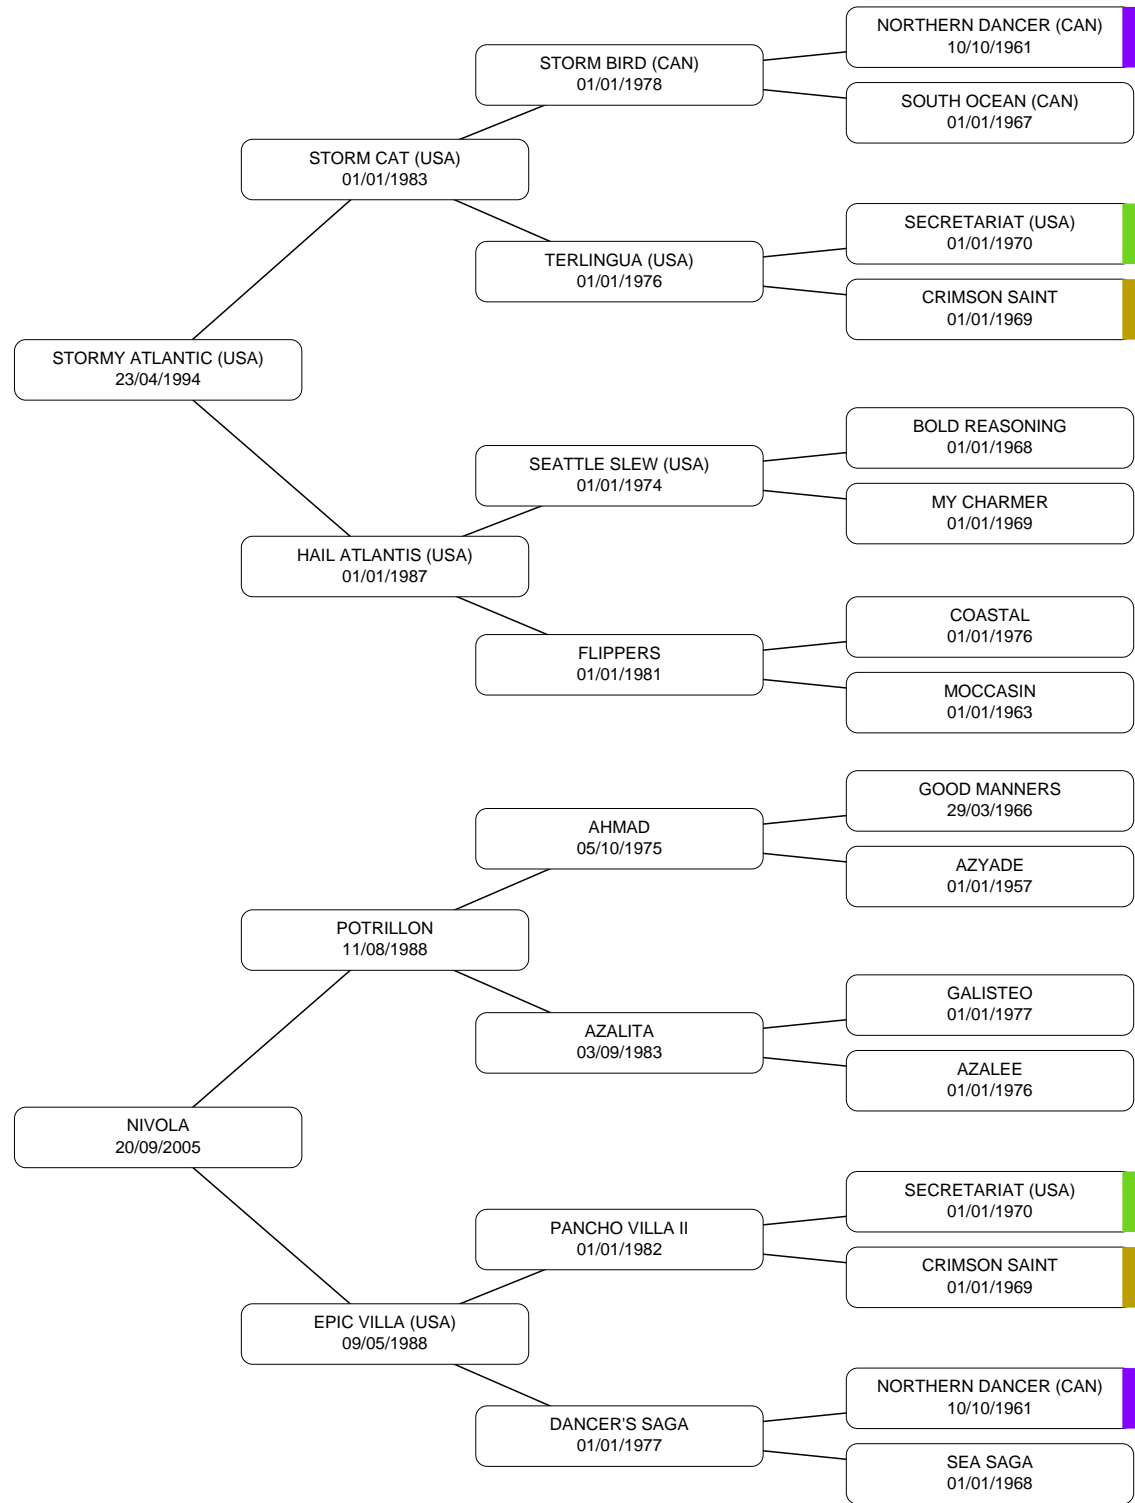 NORTHERN DANCER (CAN)
10/10/1961
STORM BIRD (CAN)
01/01/1978
SOUTH OCEAN (CAN)
01/01/1967
STORM CAT (USA)
01/01/1983
SECRETARIAT (USA)
01/01/1970
TERLINGUA (USA)
01/01/1976
CRIMSON SAINT
01/01/1969
STORMY ATLANTIC (USA)
23/04/1994
BOLD REASONING
01/01/1968
SEATTLE SLEW (USA)
01/01/1974
MY CHARMER
01/01/1969
HAIL ATLANTIS (USA)
01/01/1987
COASTAL
01/01/1976
FLIPPERS
01/01/1981
MOCCASIN
01/01/1963
GOOD MANNERS
29/03/1966
AHMAD
05/10/1975
AZYADE
01/01/1957
POTRILLON
11/08/1988
GALISTEO
01/01/1977
AZALITA
03/09/1983
AZALEE
01/01/1976
NIVOLA
20/09/2005
SECRETARIAT (USA)
01/01/1970
PANCHO VILLA II
01/01/1982
CRIMSON SAINT
01/01/1969
EPIC VILLA (USA)
09/05/1988
NORTHERN DANCER (CAN)
10/10/1961
DANCER'S SAGA
01/01/1977
SEA SAGA
01/01/1968